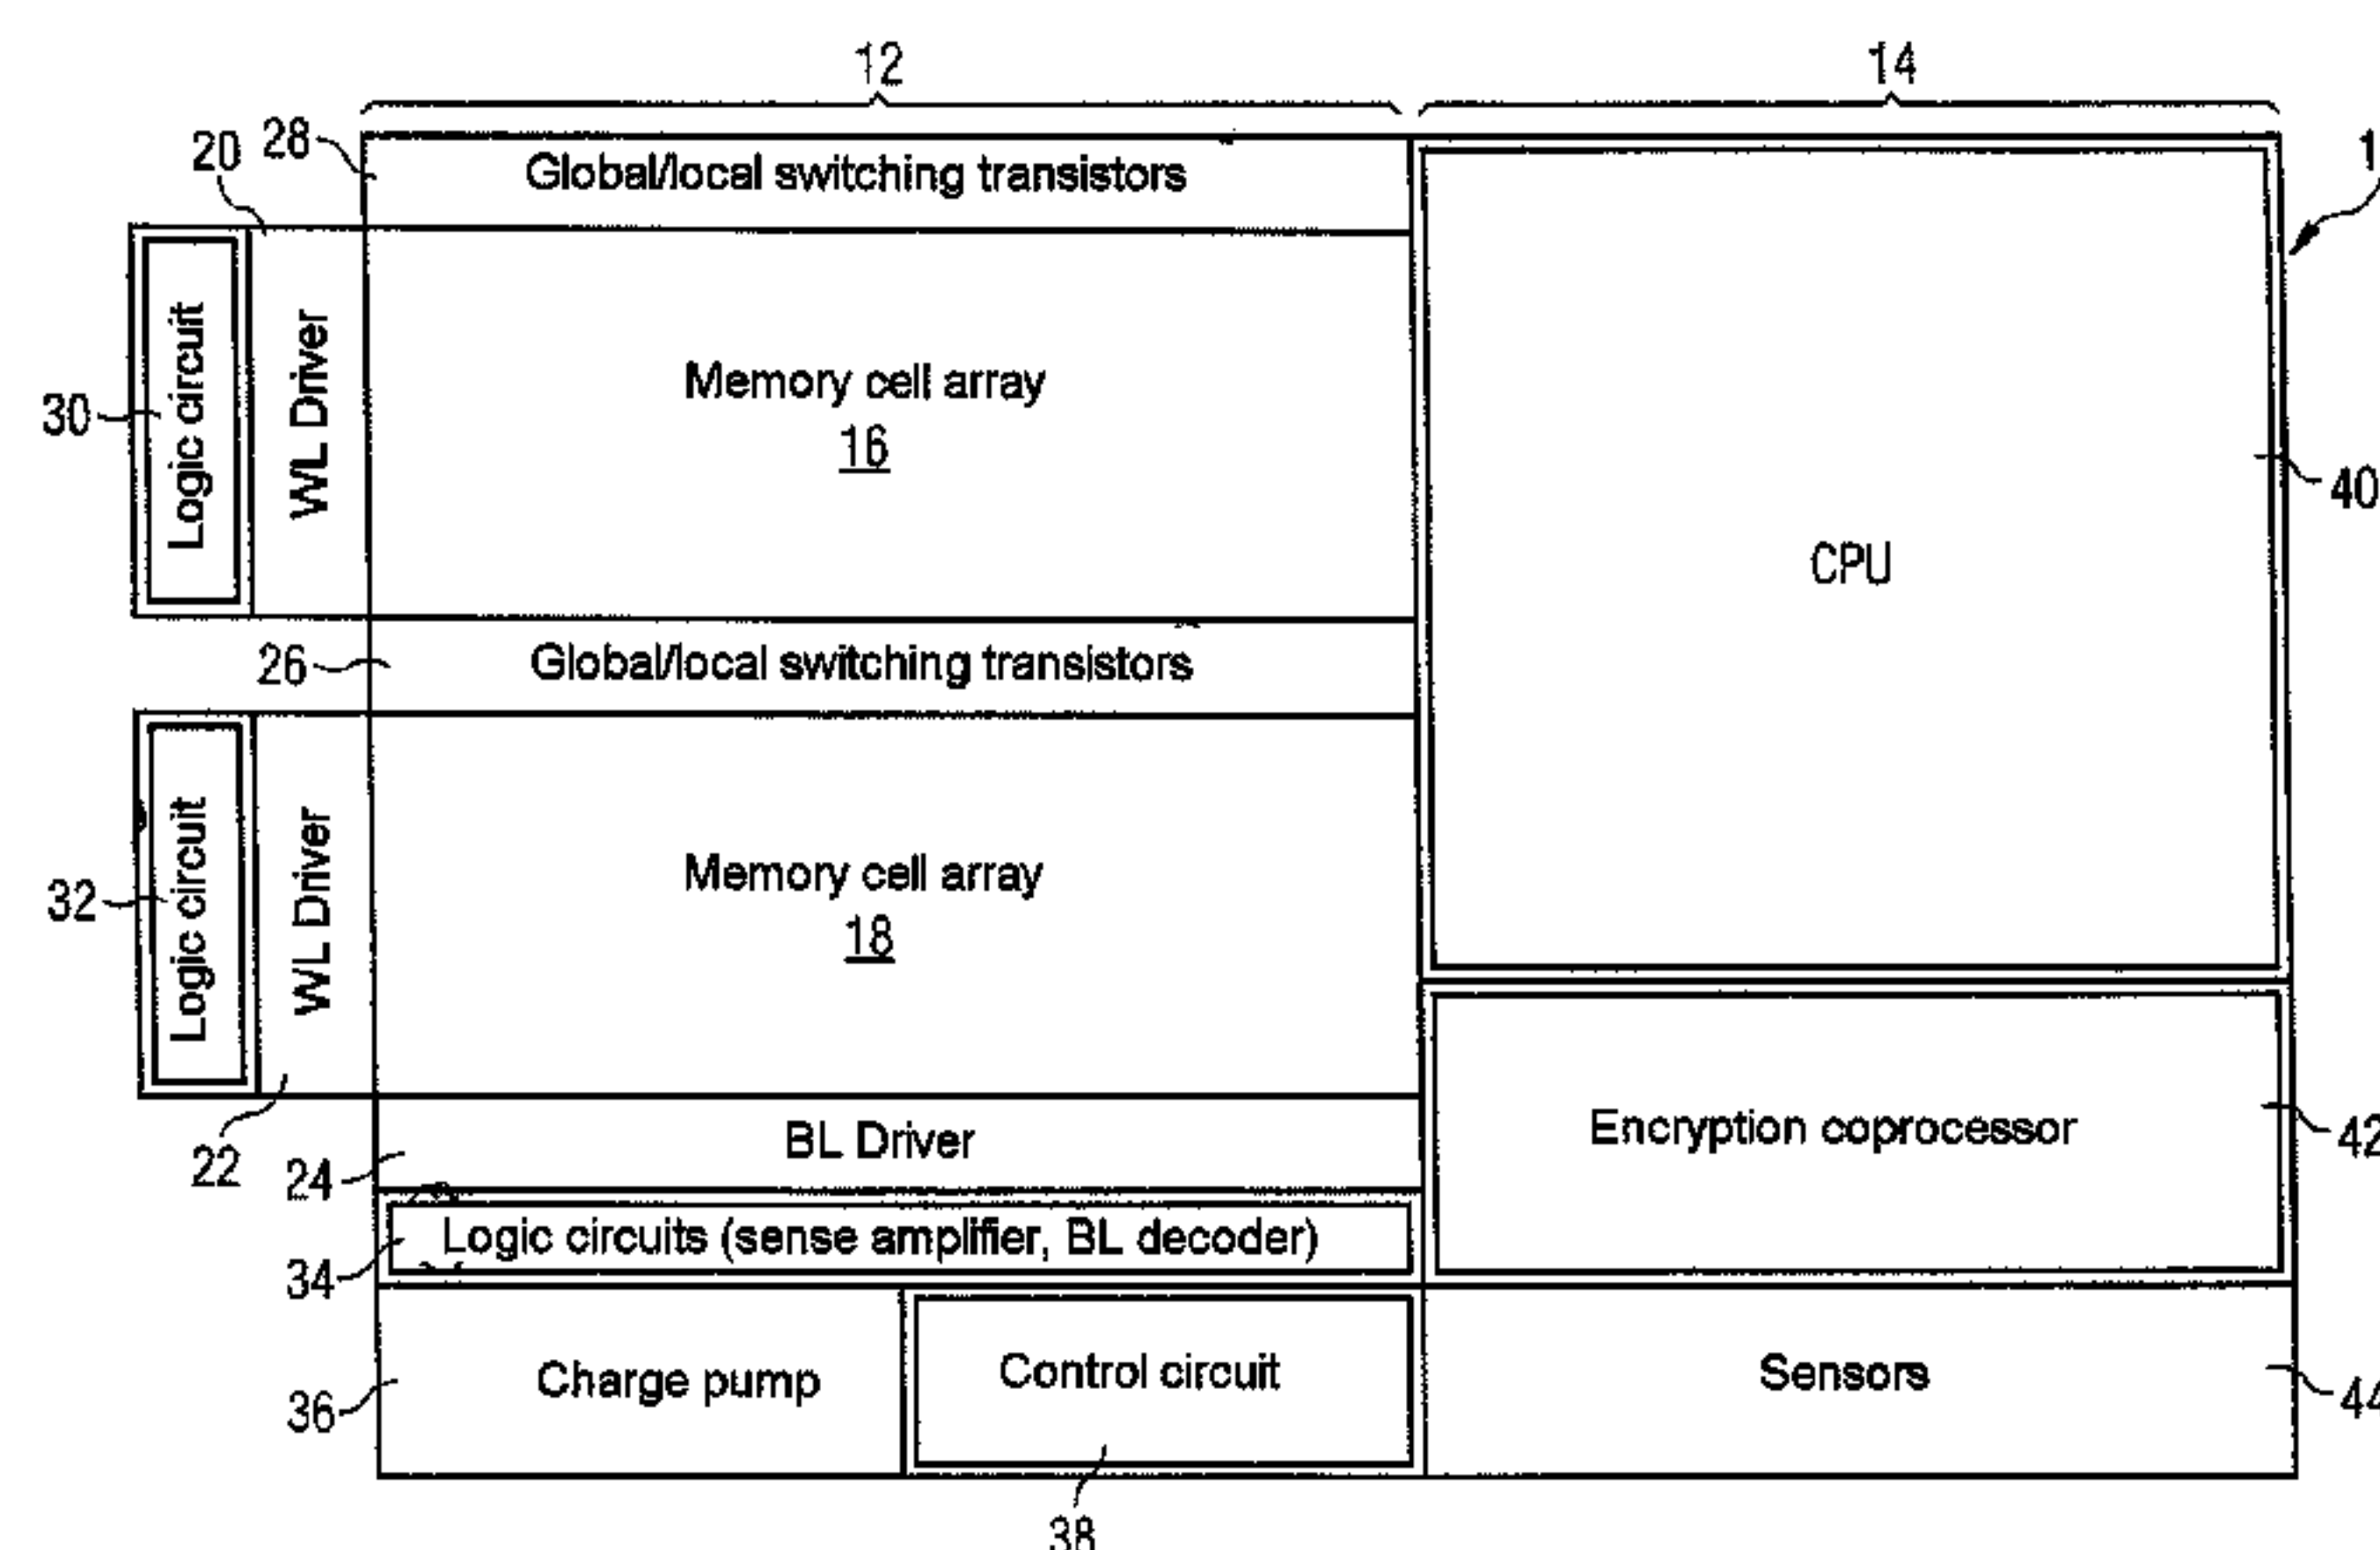 12
14
20
28
Global/local switching transistors
1
Logic circuit
WL Driver
Memory cell array
16
30
40
CPU
26
Global/local switching transistors
Logic circuit
WL Driver
Memory cell array
18
32
22
24
BL Driver
Encryption coprocessor
42
34
Logic circuits (sense amplifier, BL decoder)
36
Charge pump
Control circuit
Sensors
44
38